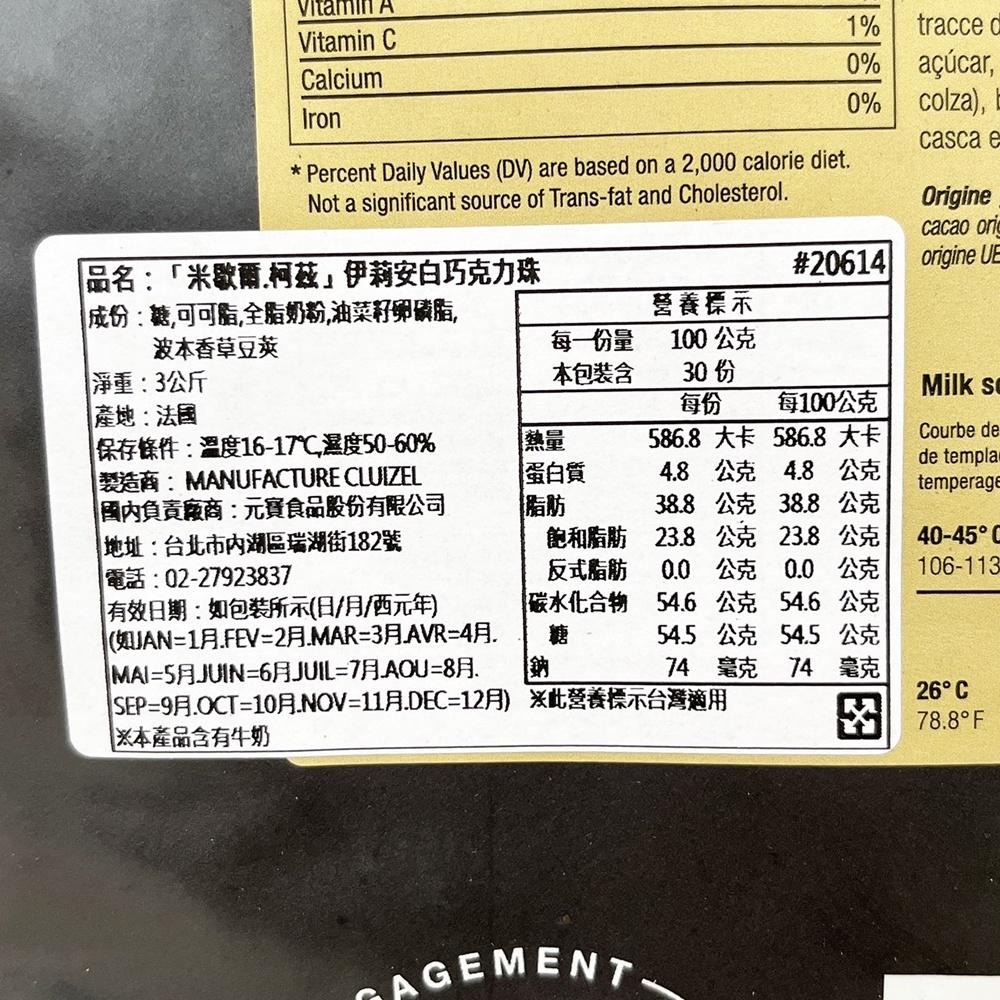 Vitamin A
Vitamin C 1%
Calcium 0%
Iron 0%
* Percent Daily Values (DV) are based on a 2,000 calorie diet.
Not a significant source of Trans-fat and Cholesterol.
tracce
açúcar,
colza),
casca e
Origine
cacao
origine UE
品名：「米歇爾.柯茲」伊莉安白巧克力珠
成份：糖,可可脂,全脂奶粉,油菜籽卵磷脂,
波本香草豆莢
淨重：3公斤
產地：法國
保存條件：溫度16-17℃,濕度50-60%
製造商：MANUFACTURE CLUIZEL
國內負責廠商：元寶食品股份有限公司
地址：台北市內湖區瑞湖街182號
電話：02-27923837
有效日期：如包裝所示(日/月/西元年)
(如JAN=1月.FEV=2月.MAR=3月.AVR=4月.
MAI=5月.JUIN=6月.JUIL=7月.AOU=8月.
SEP=9月.OCT=10月.NOV=11月.DEC=12月)
※本產品含有牛奶
#20614
營養標示
每一份量 100 公克
本包裝含 30 份
每份 每100公克
熱量 586.8 大卡 586.8 大卡
蛋白質 4.8 公克 4.8 公克
脂肪 38.8 公克 38.8 公克
飽和脂肪 23.8 公克 23.8 公克
反式脂肪 0.0 公克 0.0 公克
碳水化合物 54.6 公克 54.6 公克
糖 54.5 公克 54.5 公克
鈉 74 毫克 74 毫克
※此營養標示台灣適用
Milk
Courbe de
de
40-45°C
106-113
26°C
78.8°F
GAGEMENT